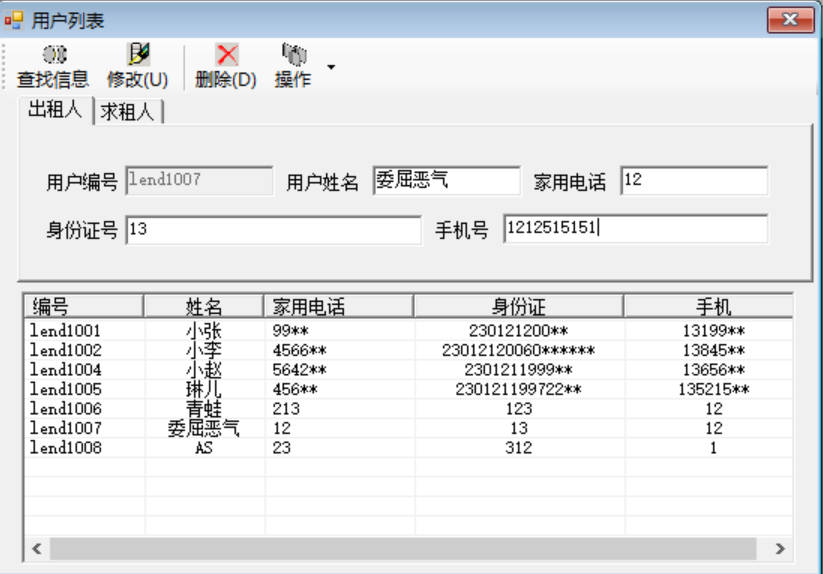 用户列表
查找信息 修改(U) 删除(D) 操作
出租人 求租人
用户编号 lend1007 用户姓名 委屈恶气 家用电话 12
身份证号 13 手机号 1212515151
编号 姓名 家用电话 身份证 手机
lend1001 小张 99** 230121200** 13199**
lend1002 小李 4566** 23012120060****** 13845**
lend1004 小赵 5642** 2301211999** 13656**
lend1005 琳儿 456** 230121199722** 135215**
lend1006 青蛙 213 123 12
lend1007 委屈恶气 12 13 12
lend1008 AS 23 312 1